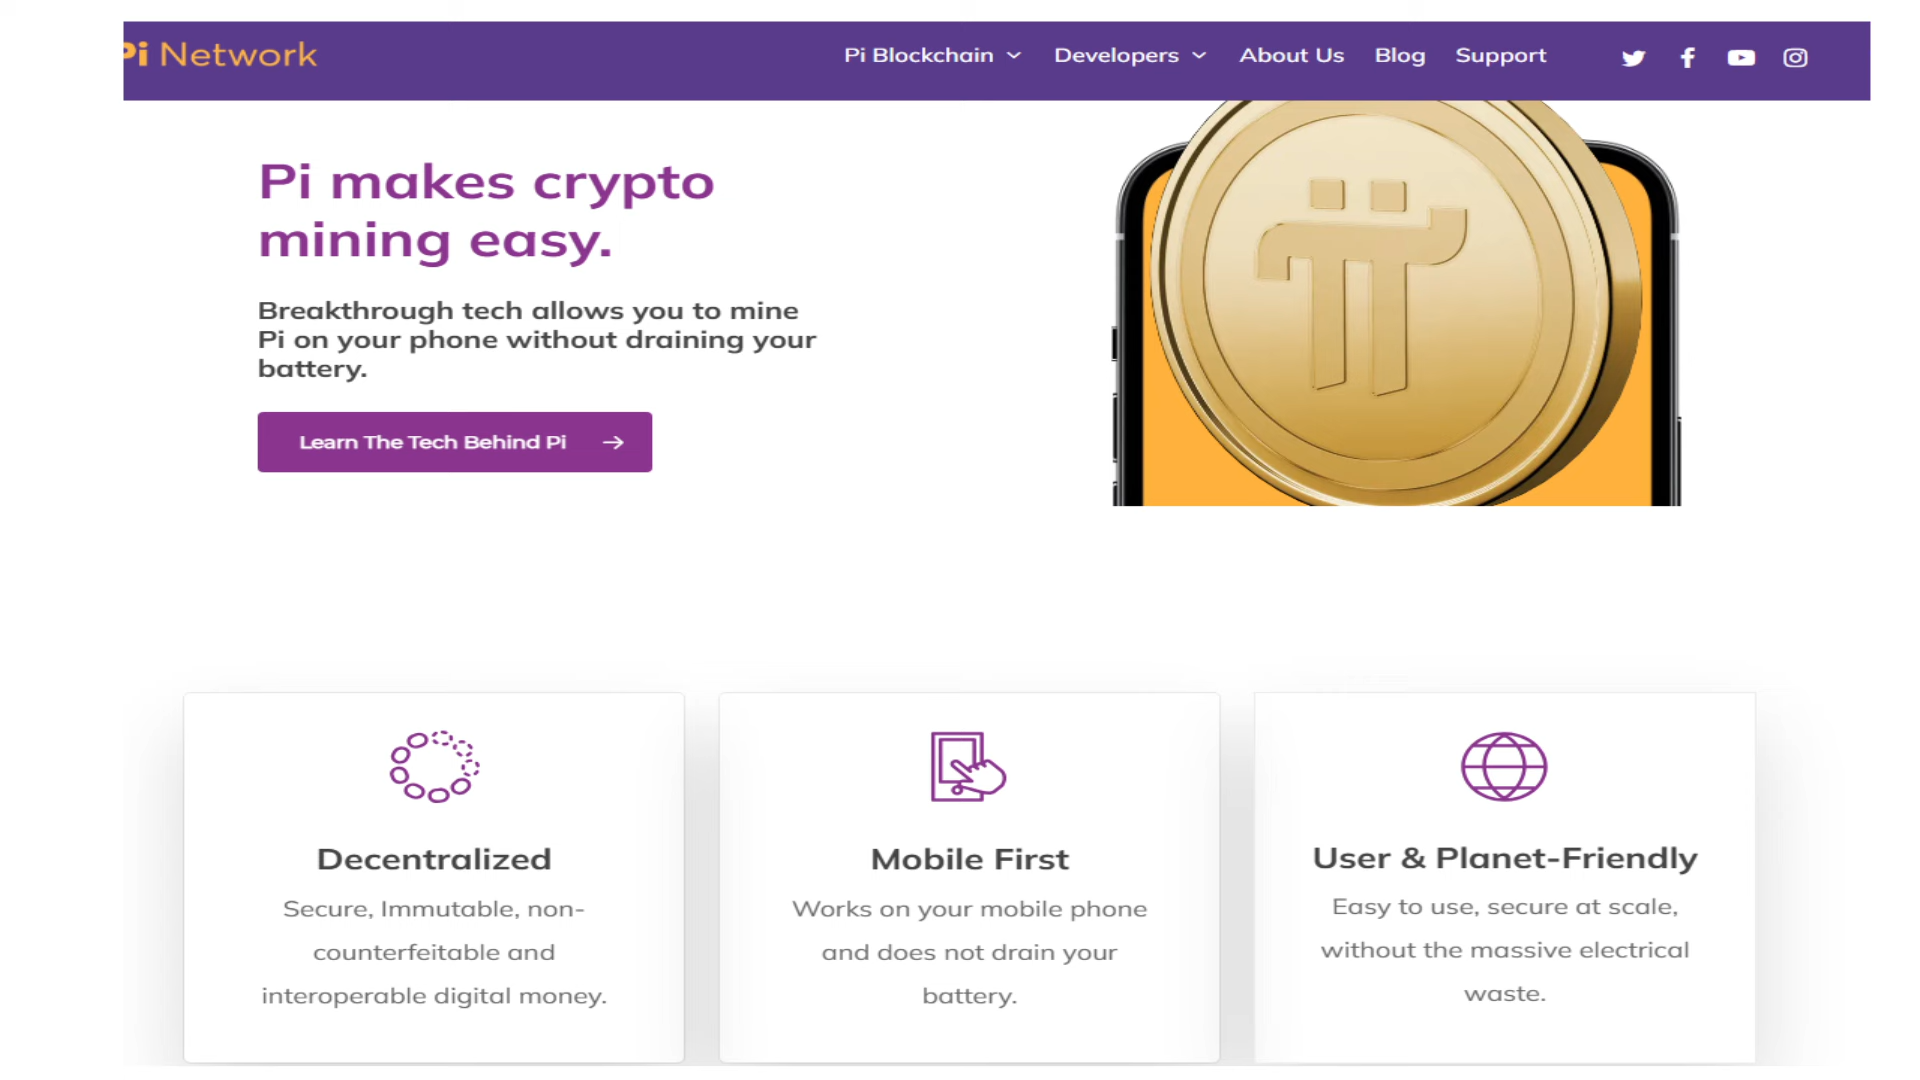 Pi Network
Pi Blockchain Developers About Us Blog Support
Pi makes crypto
mining easy.
Breakthrough tech allows you to mine
Pi on your phone without draining your
battery.
Learn The Tech Behind Pi
Decentralized
Secure, Immutable, non-
counterfeitable and
interoperable digital money.
Mobile First
Works on your mobile phone
and does not drain your
battery.
User & Planet-Friendly
Easy to use, secure at scale,
without the massive electrical
waste.